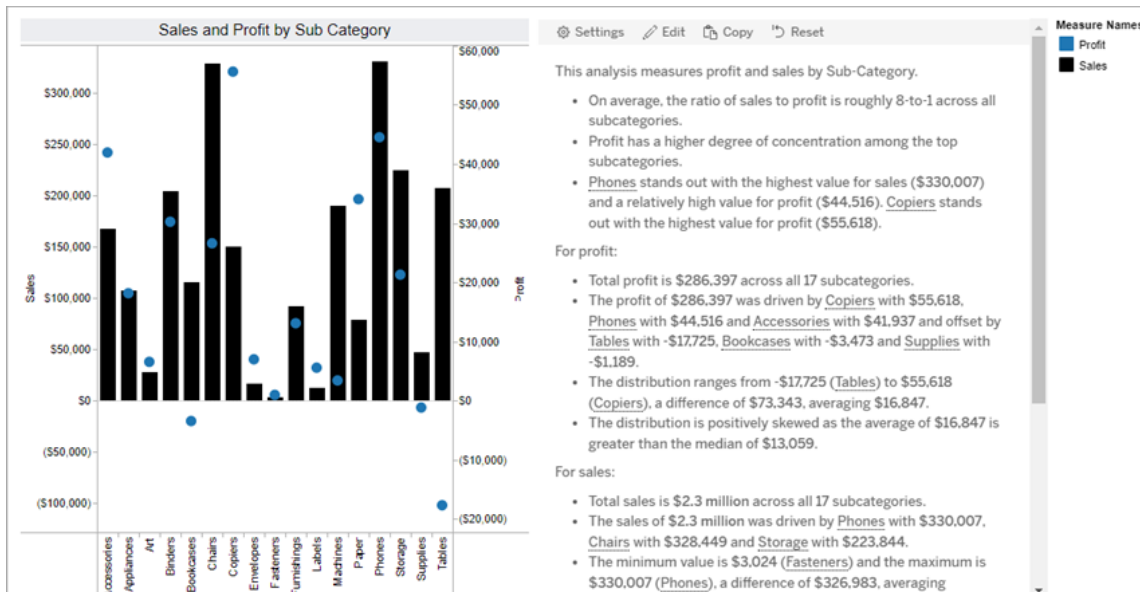 Sales and Profit by Sub Category
$300,000
$250,000
$200,000
$150,000
$100,000
$50,000
$0
($50,000)
($100,000)
Sales
$60,000
$50,000
$40,000
$30,000
$20,000
$10,000
$0
($10,000)
($20,000)
Profit
Accessories
Appliances
Art
Binders
Bookcases
Chairs
Copiers
Envelopes
Fasteners
Furnishings
Labels
Machines
Paper
Phones
Storage
Supplies
Tables
Settings Edit Copy Reset
This analysis measures profit and sales by Sub-Category.
• On average, the ratio of sales to profit is roughly 8-to-1 across all
subcategories.
• Profit has a higher degree of concentration among the top
subcategories.
• Phones stands out with the highest value for sales ($330,007)
and a relatively high value for profit ($44,516). Copiers stands
out with the highest value for profit ($55,618).
For profit:
• Total profit is $286,397 across all 17 subcategories.
• The profit of $286,397 was driven by Copiers with $55,618,
Phones with $44,516 and Accessories with $41,937 and offset by
Tables with -$17,725, Bookcases with -$3,473 and Supplies with
-$1,189.
• The distribution ranges from -$17,725 (Tables) to $55,618
(Copiers), a difference of $73,343, averaging $16,847.
• The distribution is positively skewed as the average of $16,847 is
greater than the median of $13,059.
For sales:
• Total sales is $2.3 million across all 17 subcategories.
• The sales of $2.3 million was driven by Phones with $330,007,
Chairs with $328,449 and Storage with $223,844.
• The minimum value is $3,024 (Fasteners) and the maximum is
$330,007 (Phones), a difference of $326,983, averaging
Measure Names
Profit
Sales